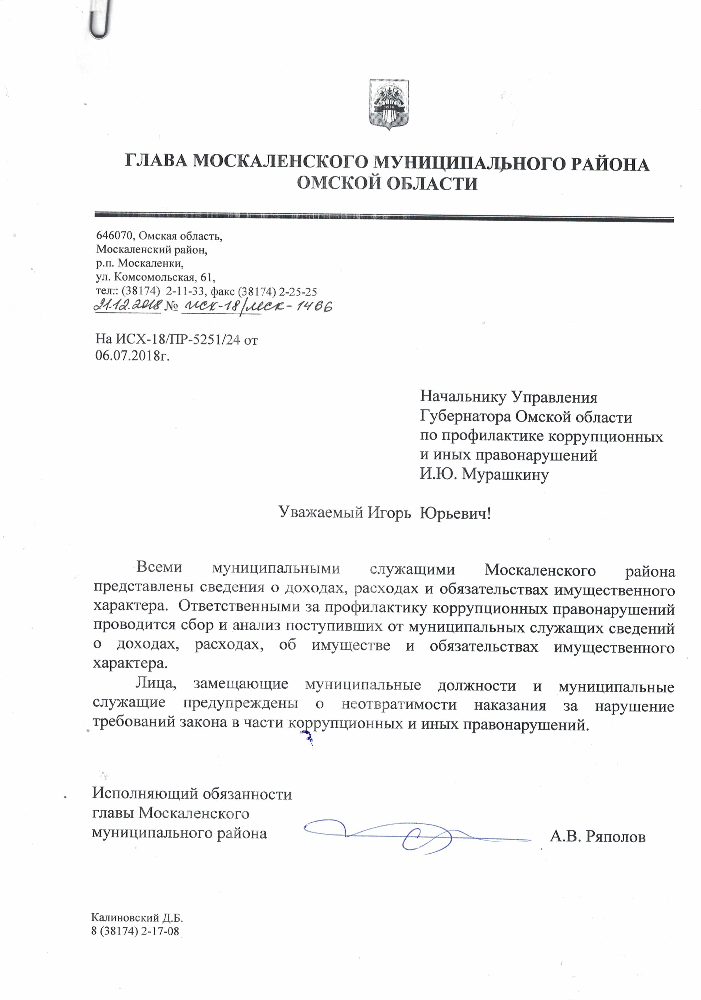 1924
ГЛАВА МОСКАЛЕНСКОГО МУНИЦИПАЛЬНОГО РАЙОНА
ОМСКОЙ ОБЛАСТИ
646070, Омская область,
Москаленский район,
р.п. Москаленки,
ул. Комсомольская, 61,
тел.: (38174) 2-11-33, факс (38174) 2-25-25
21.12.2018 № исх-18/мск-1466
На ИСХ-18/ПР-5251/24 от
06.07.2018г.
Начальнику Управления
Губернатора Омской области
по профилактике коррупционных
и иных правонарушений
И.Ю. Мурашкину
Уважаемый Игорь Юрьевич!
Всеми муниципальными служащими Москаленского района
представлены сведения о доходах, расходах и обязательствах имущественного
характера. Ответственными за профилактику коррупционных правонарушений
проводится сбор и анализ поступивших от муниципальных служащих сведений
о доходах, расходах, об имуществе и обязательствах имущественного
характера.
Лица, замещающие муниципальные должности и муниципальные
служащие предупреждены о неотвратимости наказания за нарушение
требований закона в части коррупционных и иных правонарушений.
Исполняющий обязанности
главы Москаленского
муниципального района А.В. Ряполов
Калиновский Д.Б.
8 (38174) 2-17-08